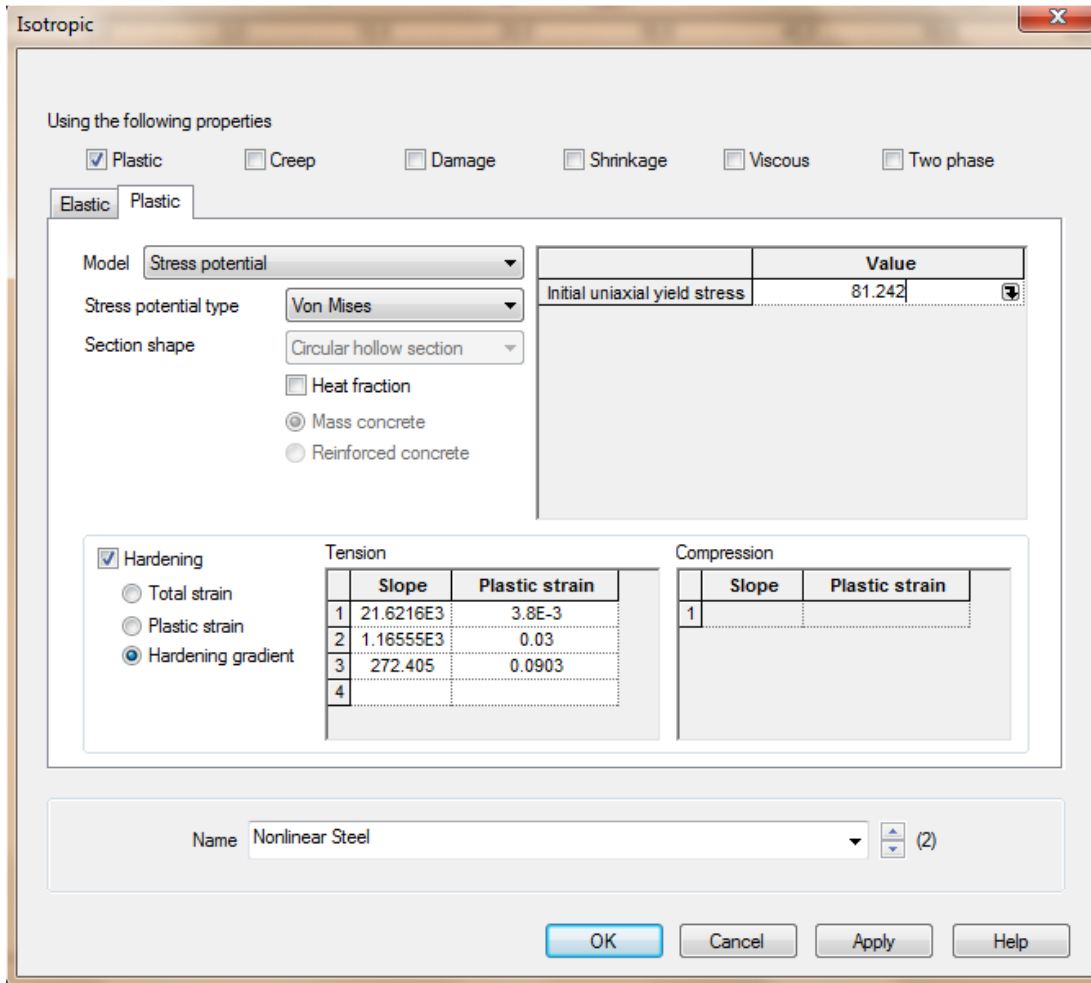 Isotropic
Using the following properties
Plastic Creep Damage Shrinkage Viscous Two phase
Elastic Plastic
Model Stress potential
Stress potential type Von Mises
Section shape Circular hollow section
Heat fraction
Mass concrete
Reinforced concrete
Value
Initial uniaxial yield stress 81.242
Hardening
Total strain
Plastic strain
Hardening gradient
Tension
Slope Plastic strain
1 21.6216E3 3.8E-3
2 1.16555E3 0.03
3 272.405 0.0903
4
Compression
Slope Plastic strain
1
Name Nonlinear Steel (2)
OK Cancel Apply Help